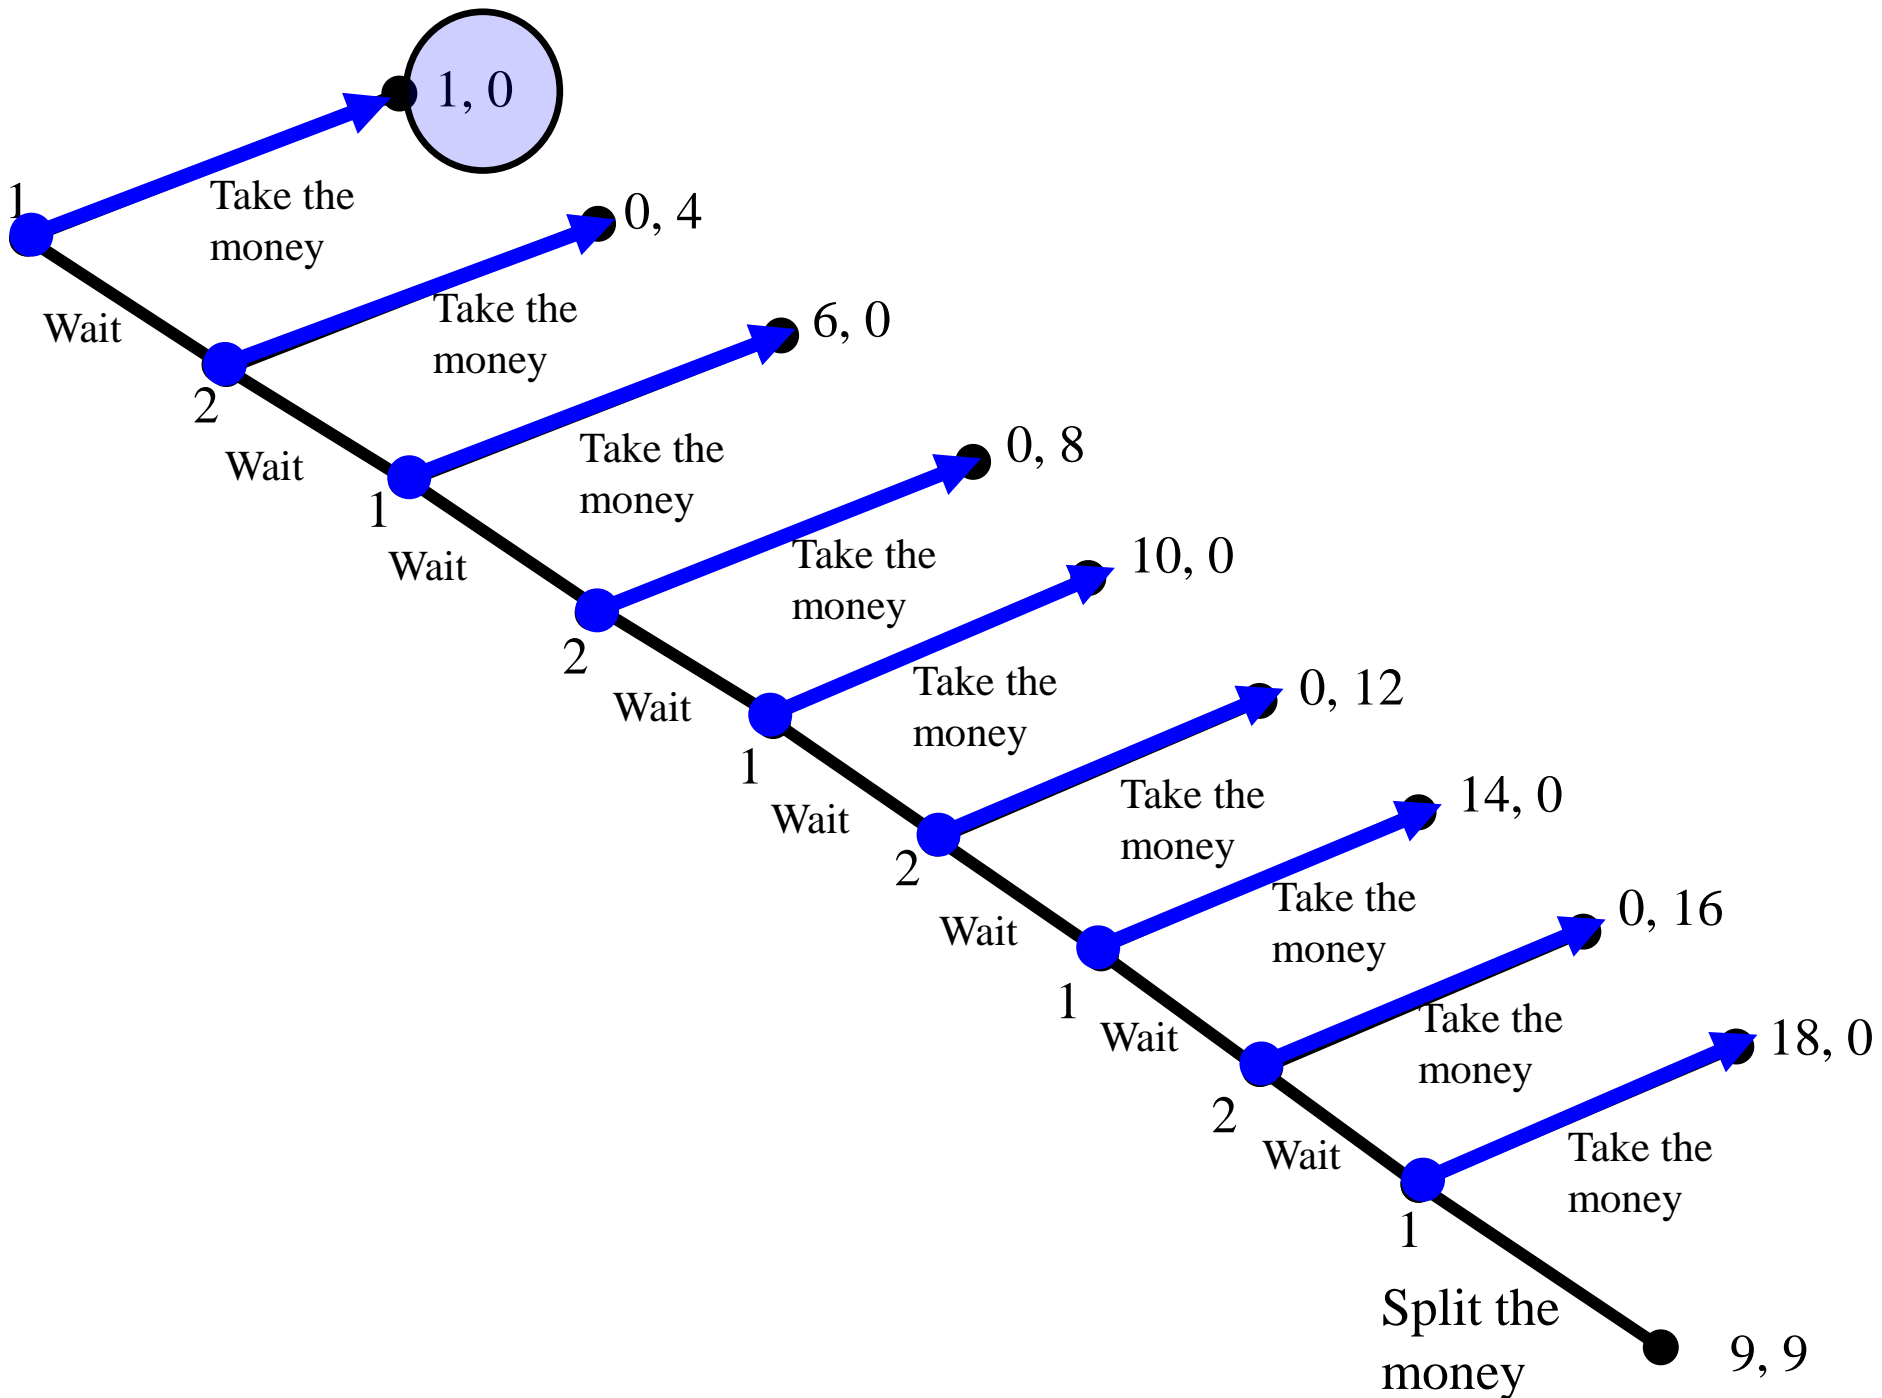 1, 0
1
Take the
money
0, 4
Wait
Take the
money
6, 0
2
Wait
Take the
money
0, 8
1
Wait
Take the
money
10, 0
2
Wait
Take the
money
0, 12
1
Wait
Take the
money
14, 0
2
Wait
Take the
money
0, 16
1
Wait
Take the
money
18, 0
2
Wait
Take the
money
1
Split the
money
9, 9